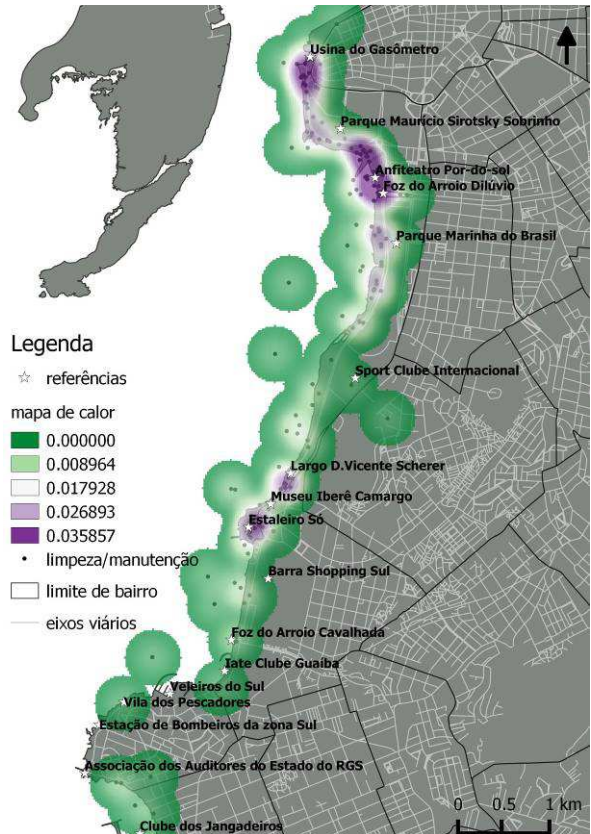 Usina do Gasômetro
Parque Maurício Sirotsky Sobrinho
Anfiteatro Por-do-sol
Foz do Arroio Dilúvio
Parque Marinha do Brasil
Legenda
referências
Sport Clube Internacional
mapa de calor
0.000000
0.008964
0.017928
0.026893
0.035857
limpeza/manutenção
limite de bairro
eixos viários
Largo D.Vicente Scherer
Museu Iberê Camargo
Estaleiro Só
Barra Shopping Sul
Foz do Arroio Cavalhada
Iate Clube Guaíba
Veleiros do Sul
Vila dos Pescadores
Estação de Bombeiros da zona Sul
Associação dos Auditores do Estado do RGS
Clube dos Jangadeiros
0 0.5 1 km